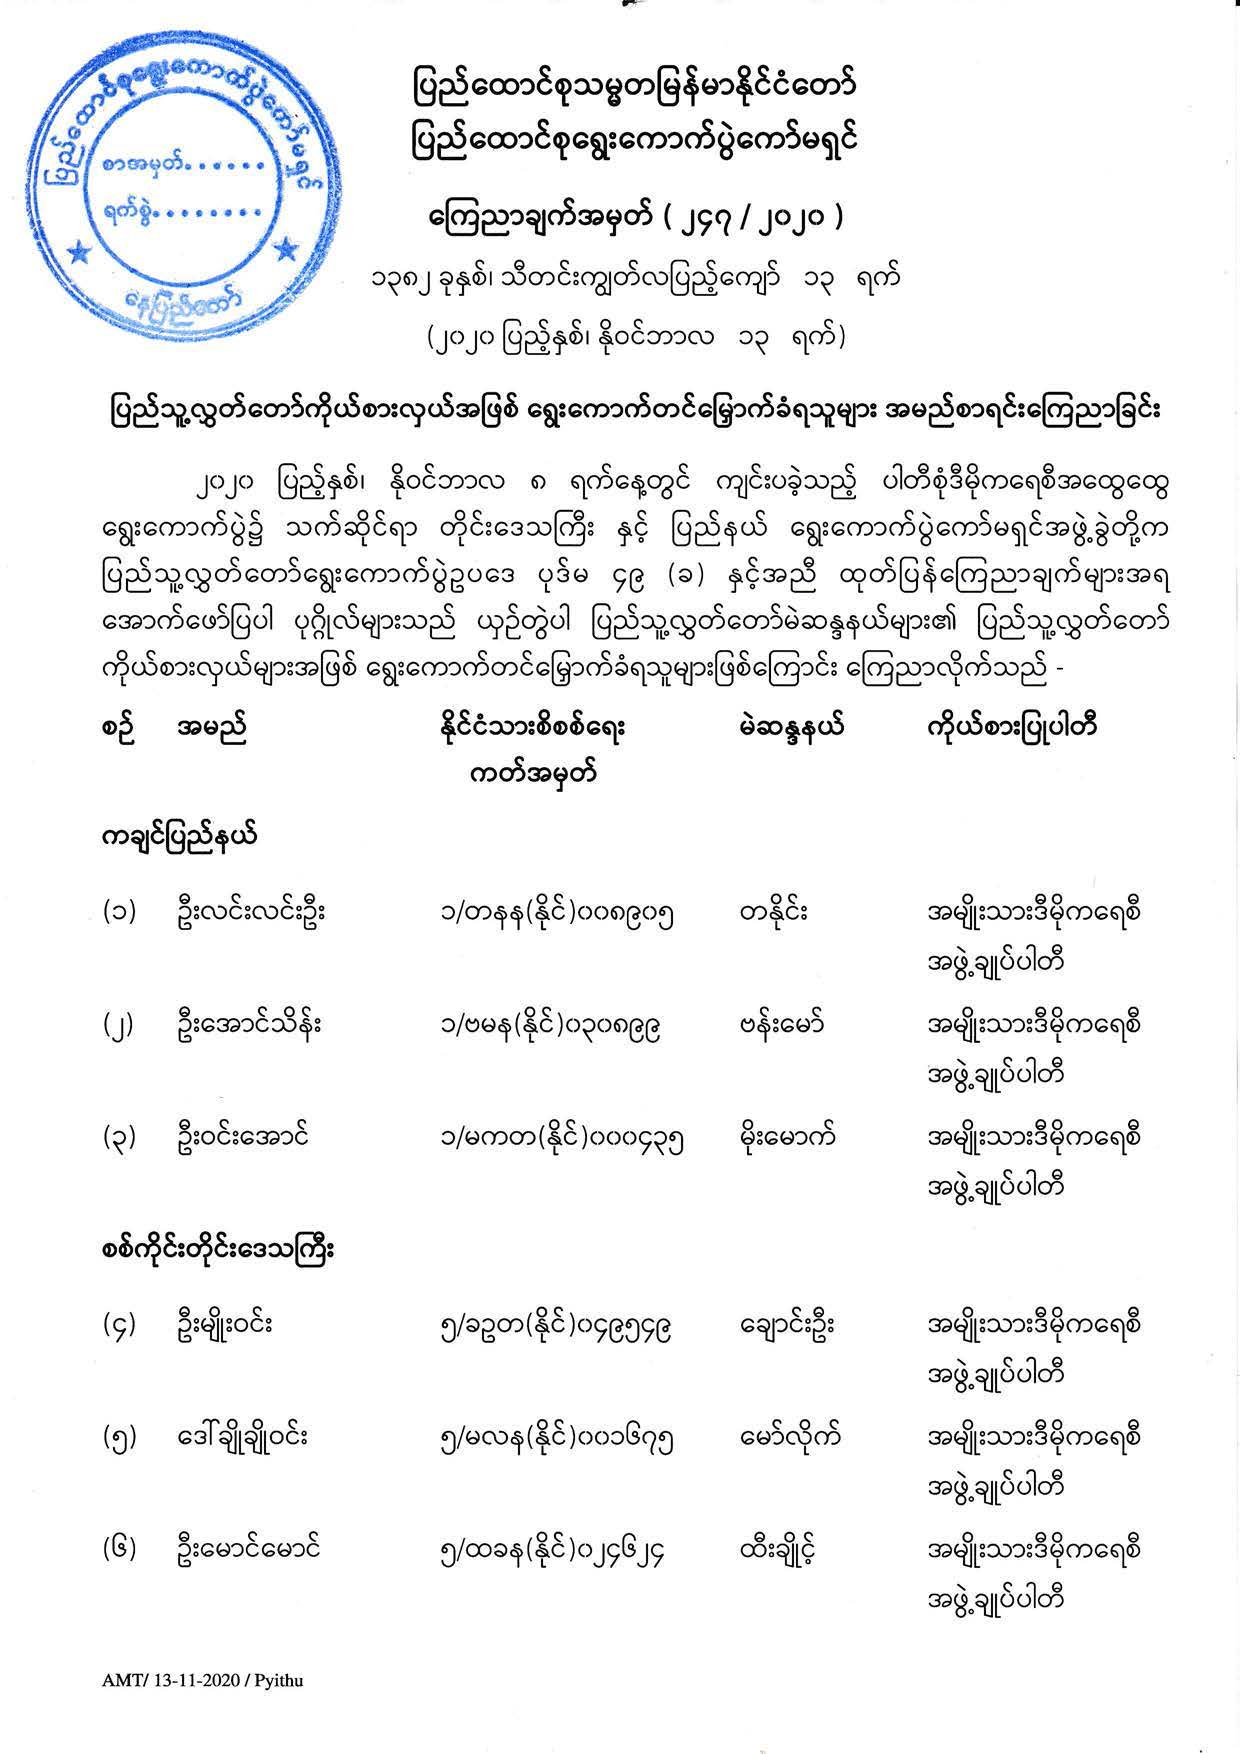 ပြည်ထောင်စုရွေးကောက်ပွဲကော်မရှင်
စာအမှတ်......
ရက်စွဲ........
နေပြည်တော်
ပြည်ထောင်စုသမ္မတမြန်မာနိုင်ငံတော်
ပြည်ထောင်စုရွေးကောက်ပွဲကော်မရှင်
ကြေညာချက်အမှတ် ( ၂၄၇ / ၂၀၂၀ )
၁၃၈၂ ခုနှစ်၊ သီတင်းကျွတ်လပြည့်ကျော် ၁၃ ရက်
(၂၀၂၀ ပြည့်နှစ်၊ နိုဝင်ဘာလ ၁၃ ရက်)
ပြည်သူ့လွှတ်တော်ကိုယ်စားလှယ်အဖြစ် ရွေးကောက်တင်မြှောက်ခံရသူများ အမည်စာရင်းကြေညာခြင်း
၂၀၂၀ ပြည့်နှစ်၊ နိုဝင်ဘာလ ၈ ရက်နေ့တွင် ကျင်းပခဲ့သည့် ပါတီစုံဒီမိုကရေစီအထွေထွေ
ရွေးကောက်ပွဲ၌ သက်ဆိုင်ရာ တိုင်းဒေသကြီး နှင့် ပြည်နယ် ရွေးကောက်ပွဲကော်မရှင်အဖွဲ့ခွဲတို့က
ပြည်သူ့လွှတ်တော်ရွေးကောက်ပွဲဥပဒေ ပုဒ်မ ၄၉ (ခ) နှင့်အညီ ထုတ်ပြန်ကြေညာချက်များအရ
အောက်ဖော်ပြပါ ပုဂ္ဂိုလ်များသည် ယှဉ်တွဲပါ ပြည်သူ့လွှတ်တော်မဲဆန္ဒနယ်များ၏ ပြည်သူ့လွှတ်တော်
ကိုယ်စားလှယ်များအဖြစ် ရွေးကောက်တင်မြှောက်ခံရသူများဖြစ်ကြောင်း ကြေညာလိုက်သည် -
စဉ် အမည် နိုင်ငံသားစိစစ်ရေး မဲဆန္ဒနယ် ကိုယ်စားပြုပါတီ
ကတ်အမှတ်
ကချင်ပြည်နယ်
(၁) ဦးလင်းလင်းဦး ၁/တနန(နိုင်)၀၀၈၉၀၅ တနိုင်း အမျိုးသားဒီမိုကရေစီ
အဖွဲ့ချုပ်ပါတီ
(၂) ဦးအောင်သိန်း ၁/ဗမန(နိုင်)၀၃၀၈၉၉ ဗန်းမော် အမျိုးသားဒီမိုကရေစီ
အဖွဲ့ချုပ်ပါတီ
(၃) ဦးဝင်းအောင် ၁/မကတ(နိုင်)၀၀၀၄၃၅ မိုးမောက် အမျိုးသားဒီမိုကရေစီ
အဖွဲ့ချုပ်ပါတီ
စစ်ကိုင်းတိုင်းဒေသကြီး
(၄) ဦးမျိုးဝင်း ၅/ခဥတ(နိုင်)၀၄၉၅၄၉ ချောင်းဦး အမျိုးသားဒီမိုကရေစီ
အဖွဲ့ချုပ်ပါတီ
(၅) ဒေါ်ချိုချိုဝင်း ၅/မလန(နိုင်)၀၀၁၆၇၅ မော်လိုက် အမျိုးသားဒီမိုကရေစီ
အဖွဲ့ချုပ်ပါတီ
(၆) ဦးမောင်မောင် ၅/ထခန(နိုင်)၀၂၄၆၂၄ ထီးချိုင့် အမျိုးသားဒီမိုကရေစီ
အဖွဲ့ချုပ်ပါတီ
AMT/ 13-11-2020 / Pyithu